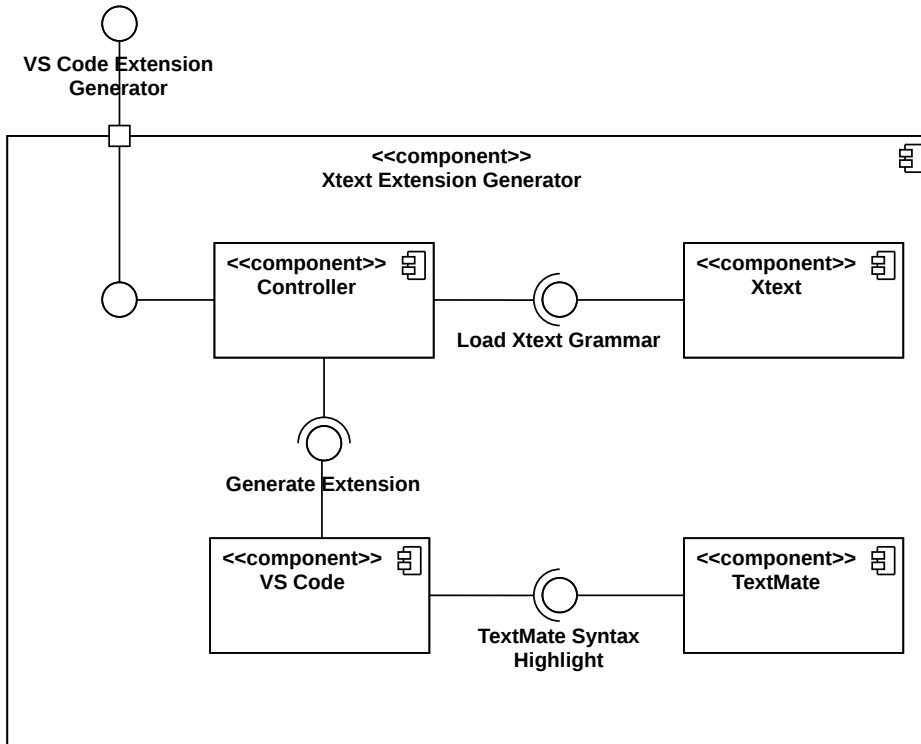 VS Code Extension
Generator
<<component>>
Xtext Extension Generator
<<component>>
Controller
<<component>>
Xtext
Load Xtext Grammar
Generate Extension
<<component>>
VS Code
<<component>>
TextMate
TextMate Syntax
Highlight